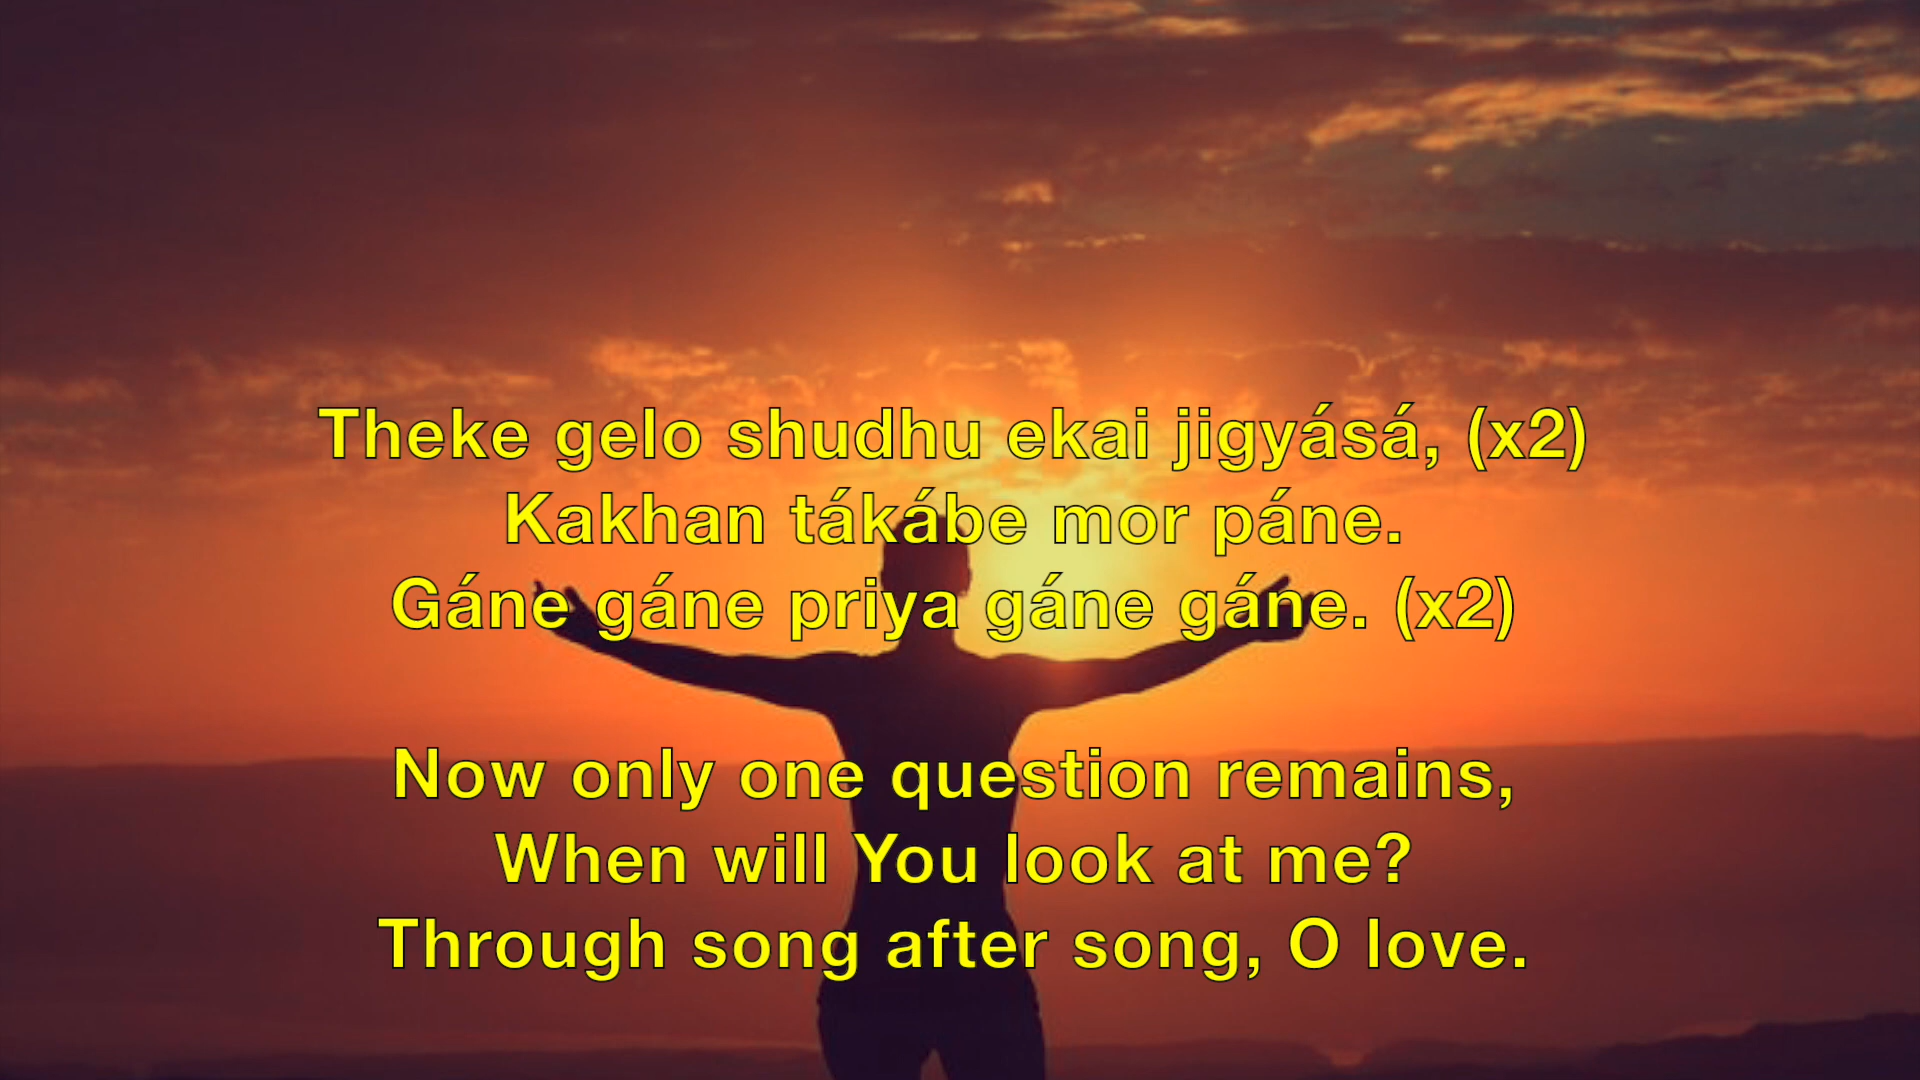 Theke gelo shudhu ekai jigyásá, (x2)
Kakhan tákábe mor páne.
Gáne gáne priya gáne gáne. (x2)
Now only one question remains,
When will You look at me?
Through song after song, O love.